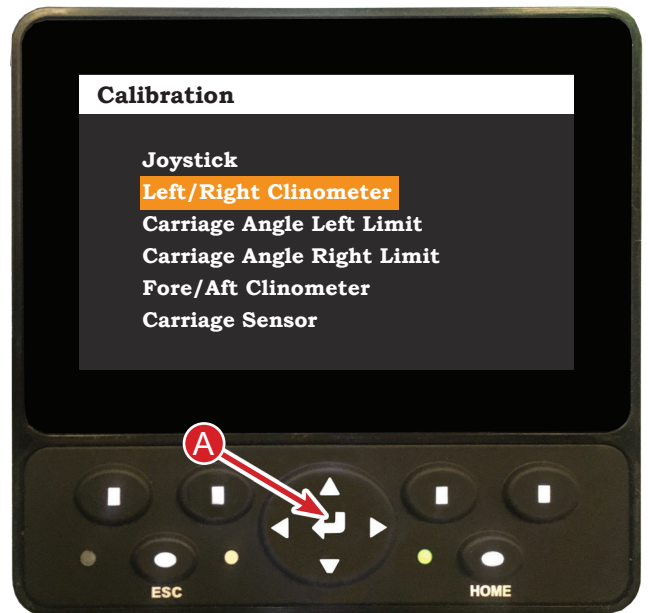 Calibration
Joystick
Left/Right Clinometer
Carriage Angle Left Limit
Carriage Angle Right Limit
Fore/Aft Clinometer
Carriage Sensor
A
ESC
HOME